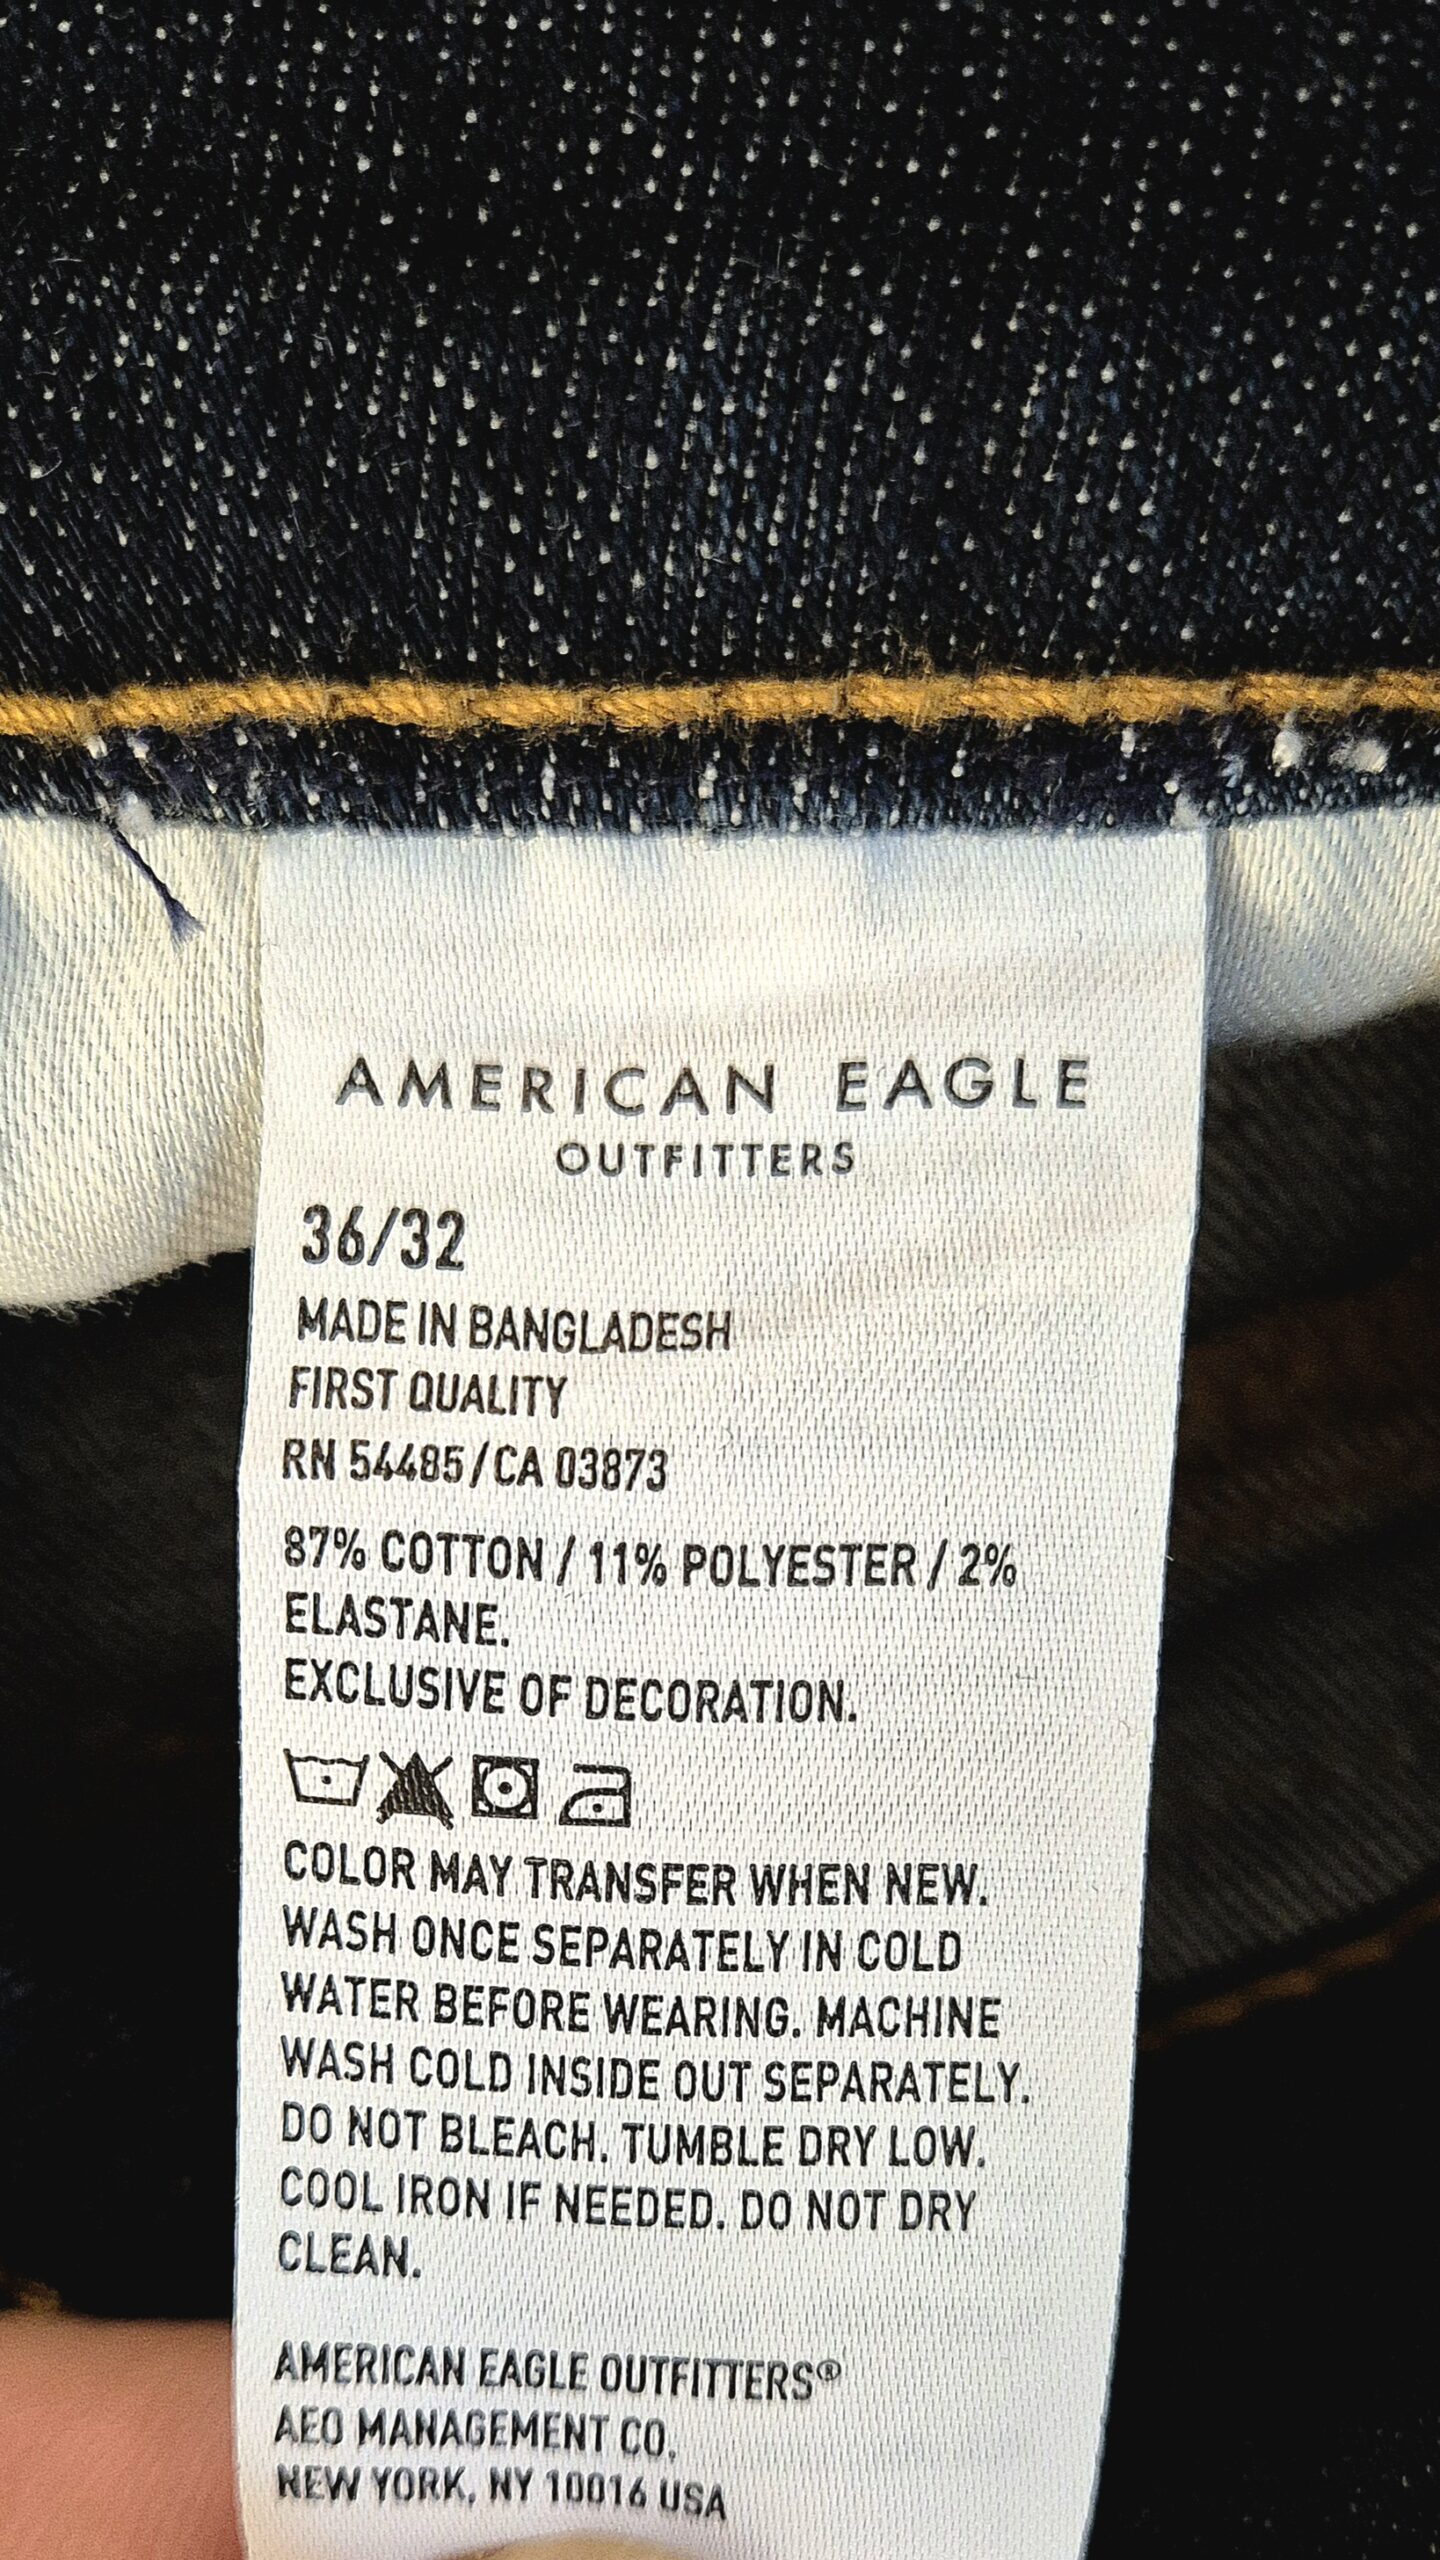 AMERICAN EAGLE
OUTFITTERS
36/32
MADE IN BANGLADESH
FIRST QUALITY
RN 54485/CA 03873
87% COTTON / 11% POLYESTER / 2%
ELASTANE.
EXCLUSIVE OF DECORATION.
COLOR MAY TRANSFER WHEN NEW.
WASH ONCE SEPARATELY IN COLD
WATER BEFORE WEARING. MACHINE
WASH COLD INSIDE OUT SEPARATELY.
DO NOT BLEACH. TUMBLE DRY LOW.
COOL IRON IF NEEDED. DO NOT DRY
CLEAN.
AMERICAN EAGLE OUTFITTERS®
AEO MANAGEMENT CO.
NEW YORK, NY 10016 USA